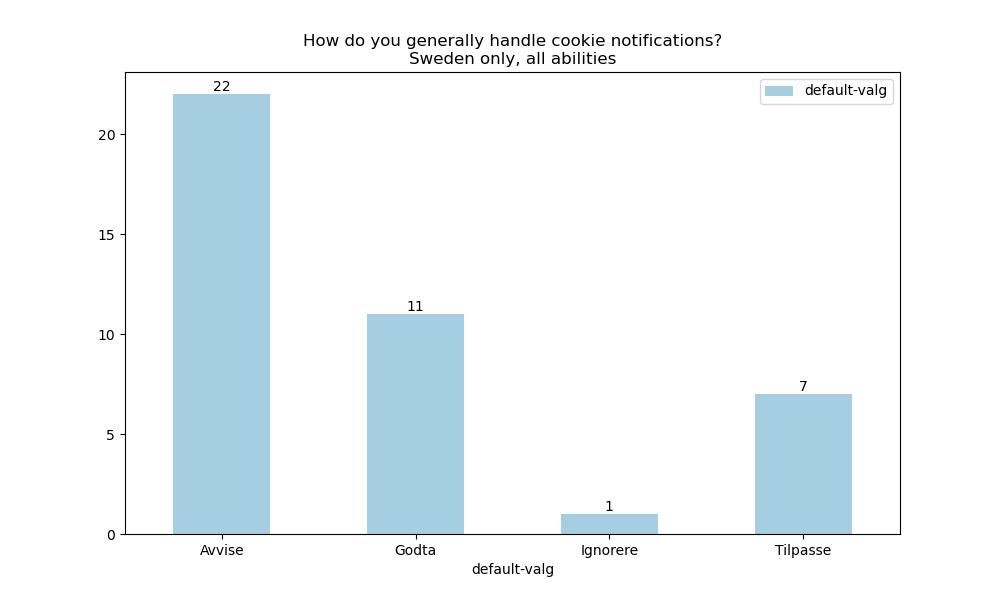 How do you generally handle cookie notifications?
Sweden only, all abilities
default-valg
22
11
1
7
20
15
10
5
0
Avvise
Godta
Ignorere
Tilpasse
default-valg